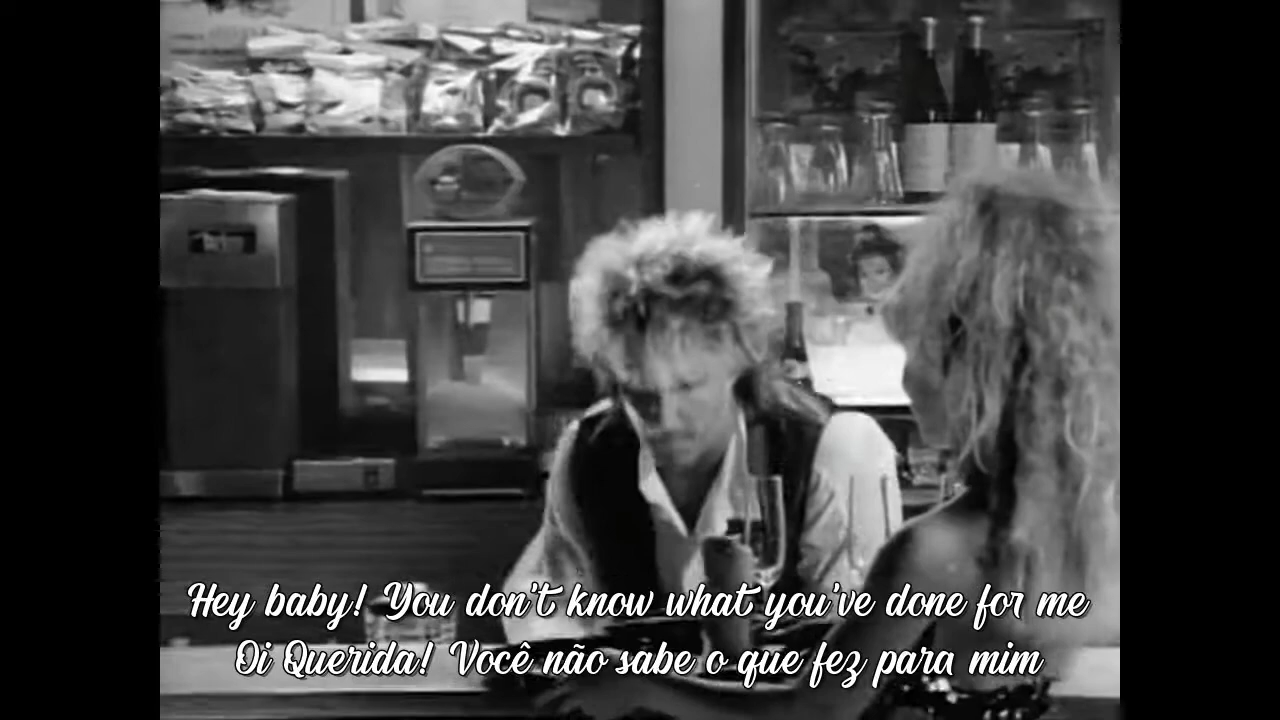 Hey baby! You don't know what you've done for me
Oi Querida! Você não sabe o que fez para mim